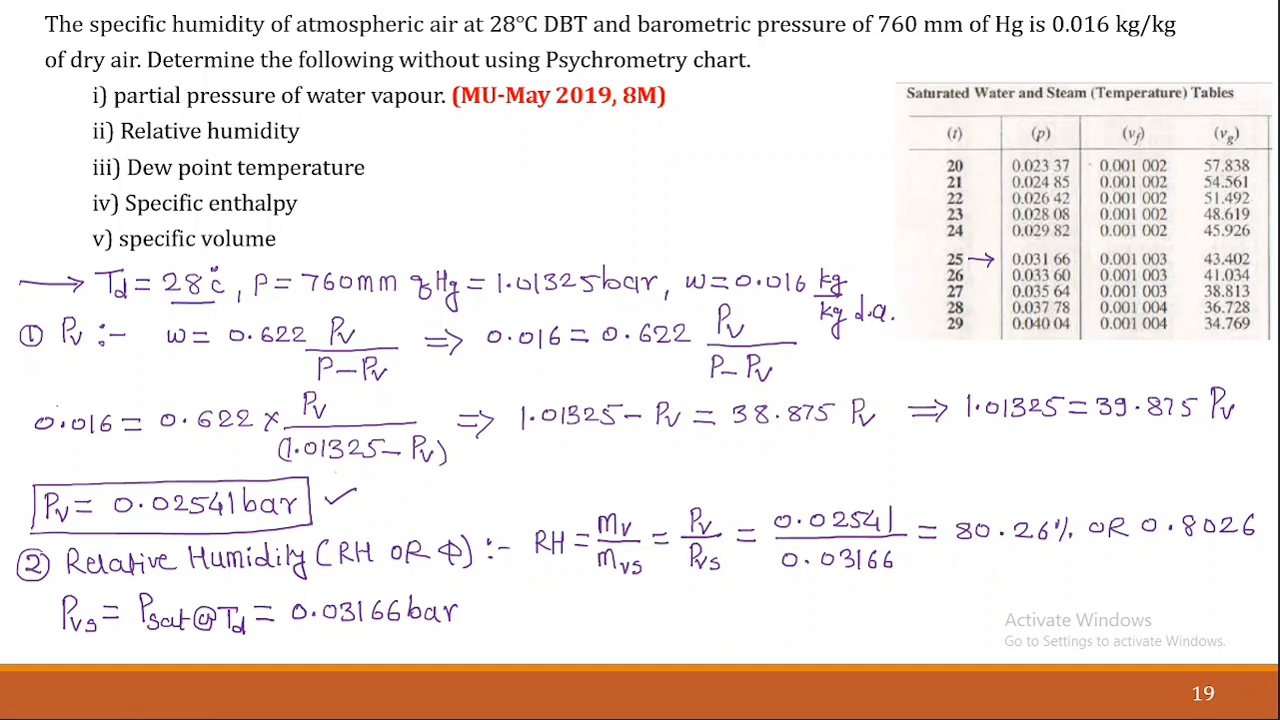 The specific humidity of atmospheric air at 28°C DBT and barometric pressure of 760 mm of Hg is 0.016 kg/kg
of dry air. Determine the following without using Psychrometry chart.
i) partial pressure of water vapour. (MU-May 2019, 8M)
ii) Relative humidity
iii) Dew point temperature
iv) Specific enthalpy
v) specific volume
Saturated Water and Steam (Temperature) Tables
(t) (p) (vf) (vg)
20 0.023 37 0.001 002 57.838
21 0.024 85 0.001 002 54.561
22 0.026 42 0.001 002 51.492
23 0.028 08 0.001 002 48.619
24 0.029 82 0.001 002 45.926
25 → 0.031 66 0.001 003 43.402
26 0.033 60 0.001 003 41.034
27 0.035 64 0.001 003 38.813
28 0.037 78 0.001 004 36.728
29 0.040 04 0.001 004 34.769
→ Td = 28°c, P = 760mm of Hg = 1.01325bar, w = 0.016 kg/kg d.a.
① Pv :- w = 0.622 Pv/(P-Pv) ⇒ 0.016 = 0.622 Pv/(P-Pv)
0.016 = 0.622 × Pv/(1.01325-Pv) ⇒ 1.01325 - Pv = 38.875 Pv ⇒ 1.01325 = 39.875 Pv
Pv = 0.02541bar ✓
② Relative Humidity (RH OR Φ) :- RH = mv/mvs = Pv/Pvs = 0.02541/0.03166 = 80.26% OR 0.8026
Pvs = Psat@Td = 0.03166bar
Activate Windows
Go to Settings to activate Windows.
19